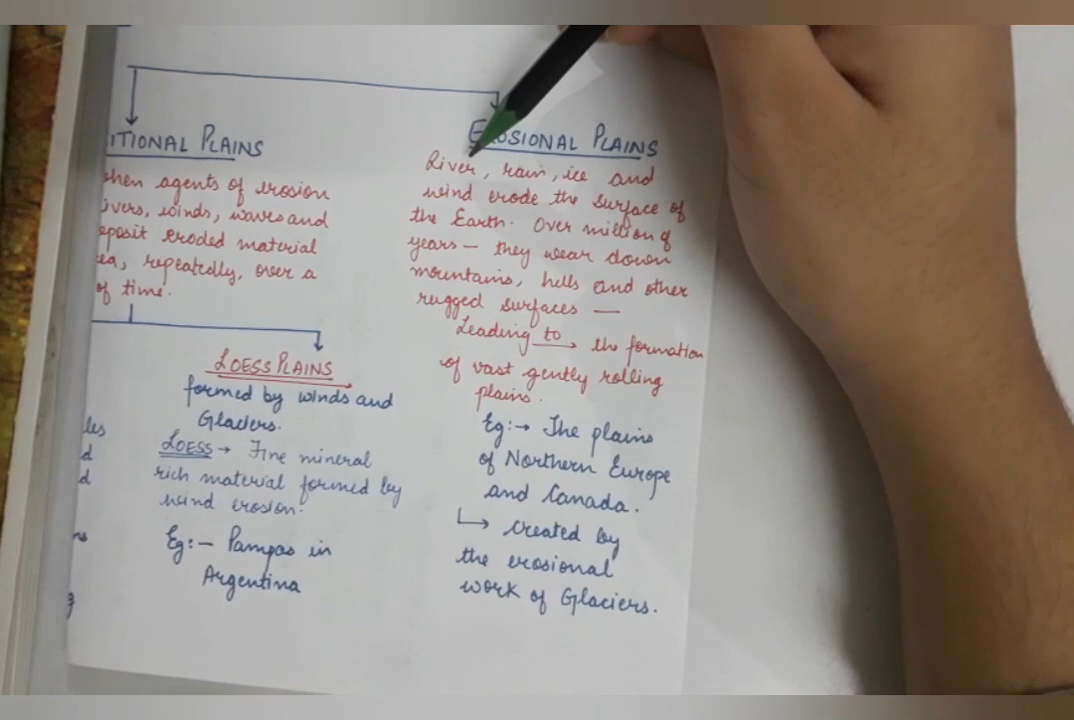 ITIONAL PLAINS
hen agents of erosion
ivers, winds, waves and
eposit eroded material
ea, repeatedly, over a
of time.
LOESS PLAINS
formed by winds and
Glaciers.
LOESS → Fine mineral
rich material formed by
wind erosion.
Eg:- Pampas in
Argentina
les
d
d
ns
EROSIONAL PLAINS
River, rain, ice and
wind erode the surface of
the Earth. Over million of
years — they wear down
mountains, hills and other
rugged surfaces —
Leading to → the formation
of vast gently rolling
plains.
Eg:→ The plains
of Northern Europe
and Canada.
↳ created by
the erosional
work of Glaciers.